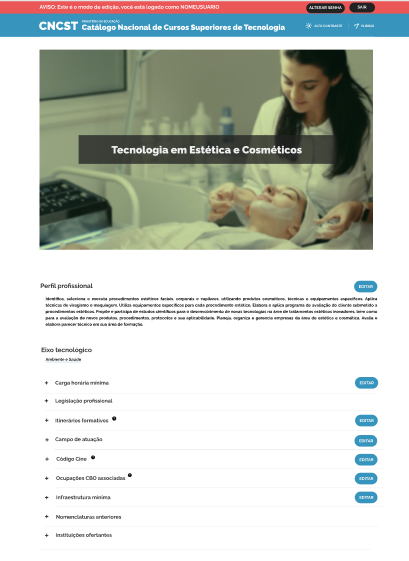 AVISO: Este é o modo de edição, você está logado como NOMEUSUARIO
ALTERAR SENHA
SAIR
CNCST
MINISTÉRIO DA EDUCAÇÃO
Catálogo Nacional de Cursos Superiores de Tecnologia
ALTO CONTRASTE
VLIBRAS
Tecnologia em Estética e Cosméticos
Perfil profissional
EDITAR
Identifica, seleciona e executa procedimentos estéticos faciais, corporais e capilares, utilizando produtos cosméticos, técnicas e equipamentos específicos. Aplica
técnicas de visagismo e maquiagem. Utiliza equipamentos específicos para cada procedimento estético. Elabora e aplica programa de avaliação do cliente submetido a
procedimentos estéticos. Propõe e participa de estudos científicos para o desenvolvimento de novas tecnologias na área de tratamentos estéticos inovadores, bem como
para a avaliação de novos produtos, procedimentos, protocolos e sua aplicabilidade. Planeja, organiza e gerencia empresas da área de estética e cosmética. Avalia e
elabora parecer técnico em sua área de formação.
Eixo tecnológico
Ambiente e Saúde
+ Carga horária mínima
EDITAR
+ Legislação profissional
+ Itinerários formativos ?
EDITAR
+ Campo de atuação
EDITAR
+ Código Cine ?
EDITAR
+ Ocupações CBO associadas ?
EDITAR
+ Infraestrutura mínima
EDITAR
+ Nomenclaturas anteriores
+ Instituições ofertantes